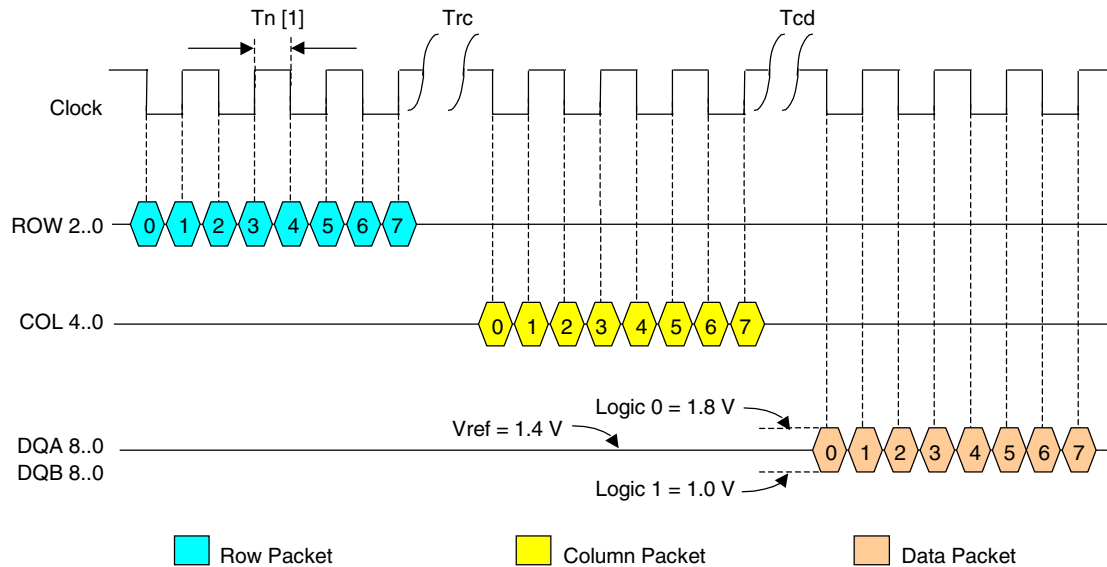 Tn [1] Trc Tcd
Clock
ROW 2..0 0 1 2 3 4 5 6 7
COL 4..0 0 1 2 3 4 5 6 7
Logic 0 = 1.8 V
Vref = 1.4 V
DQA 8..0 0 1 2 3 4 5 6 7
DQB 8..0
Logic 1 = 1.0 V
Row Packet Column Packet Data Packet